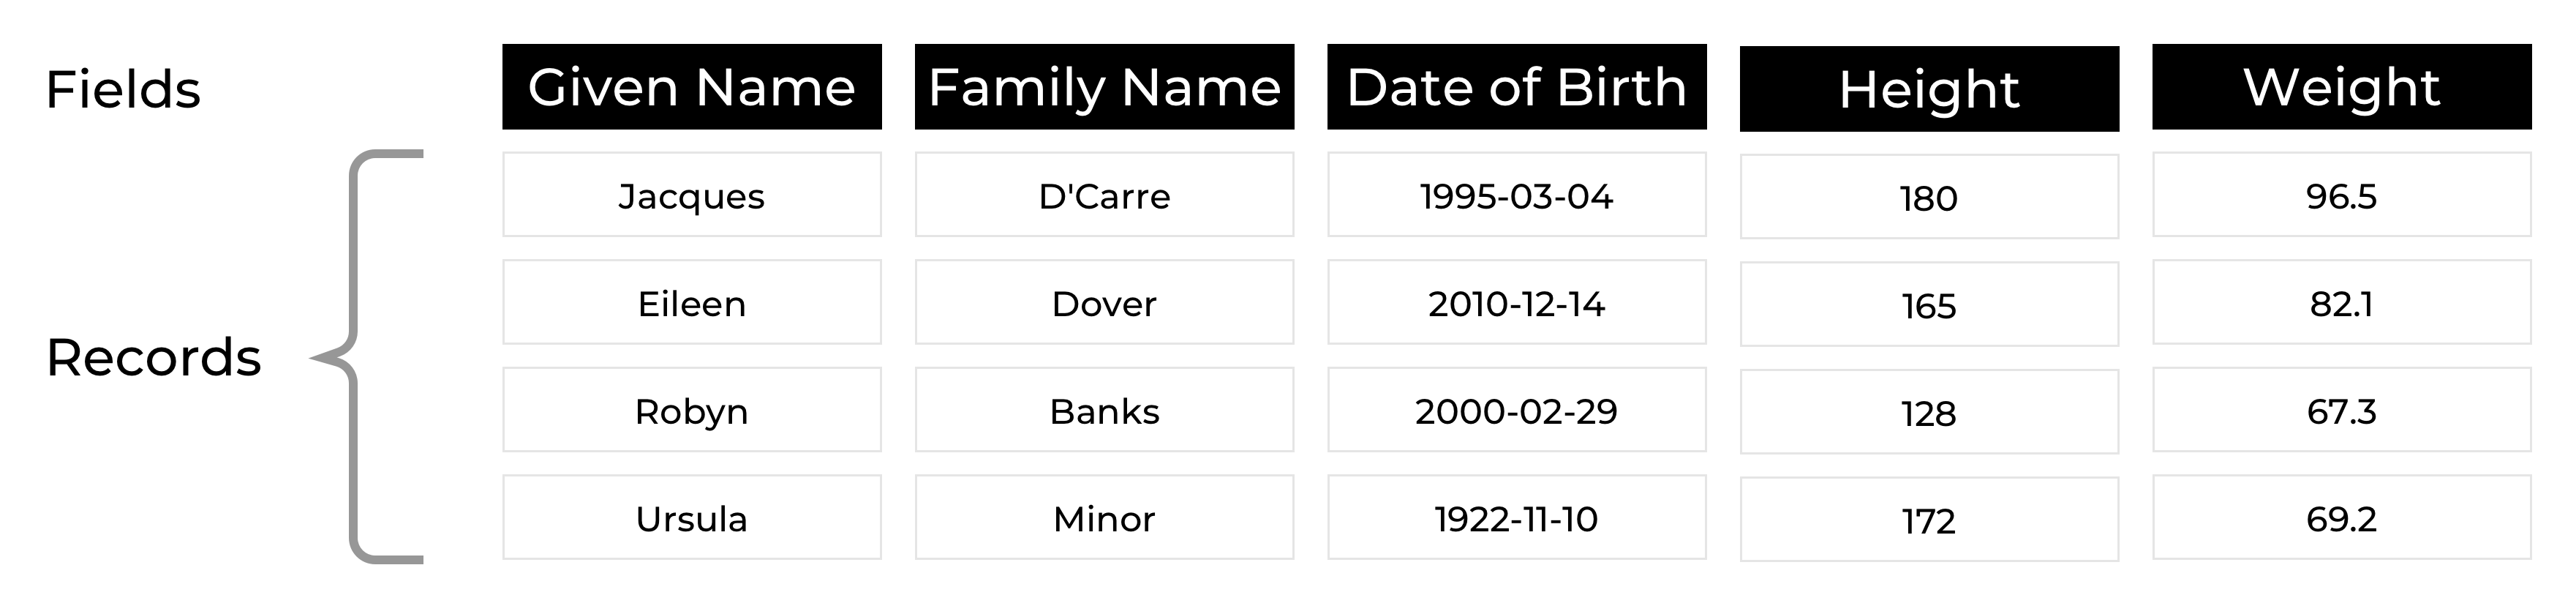 Fields Given Name Family Name Date of Birth Height Weight
Jacques D'Carre 1995-03-04 180 96.5
Eileen Dover 2010-12-14 165 82.1
Records
Robyn Banks 2000-02-29 128 67.3
Ursula Minor 1922-11-10 172 69.2